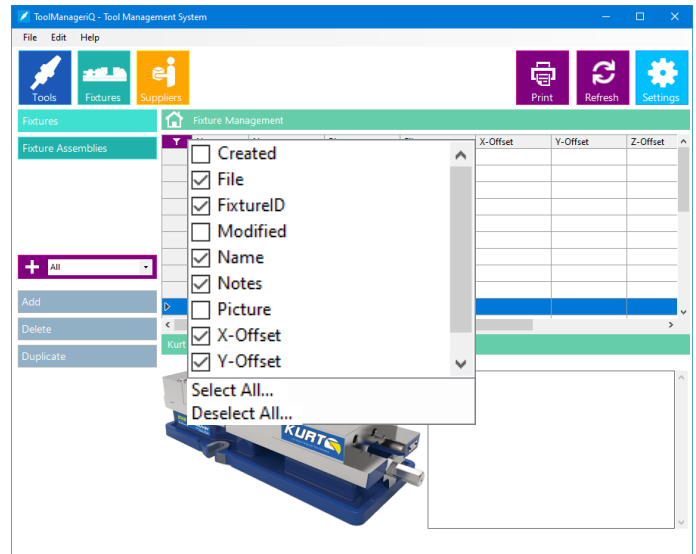 ToolManageriQ - Tool Management System
File Edit Help
Tools Fixtures Suppliers Print Refresh Settings
Fixtures Fixture Management
Fixture Assemblies
X-Offset Y-Offset Z-Offset
Created
File
FixtureID
Modified
Name
Notes
Picture
X-Offset
Y-Offset
Select All...
Deselect All...
All
Add
Delete
Duplicate
Kurt
KURT